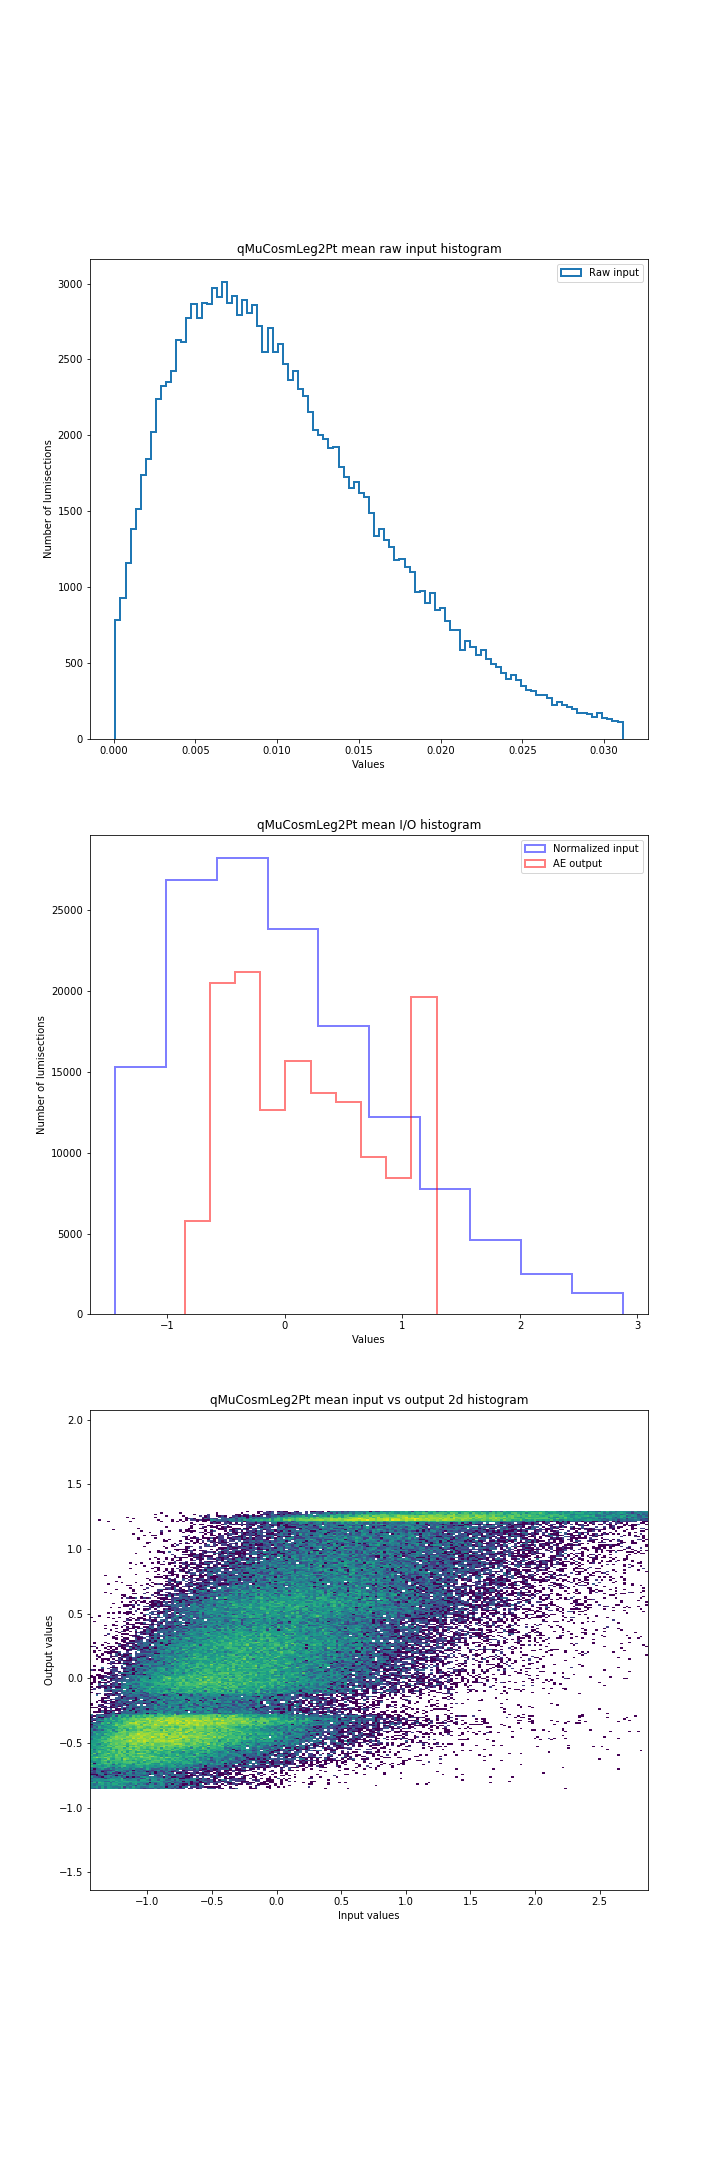 qMuCosmLeg2Pt mean raw input histogram
Raw input
3000
2500
2000
1500
1000
500
0
Number of lumisections
0.000 0.005 0.010 0.015 0.020 0.025 0.030
Values
qMuCosmLeg2Pt mean I/O histogram
Normalized input
AE output
25000
20000
15000
10000
5000
0
Number of lumisections
−1 0 1 2 3
Values
qMuCosmLeg2Pt mean input vs output 2d histogram
2.0
1.5
1.0
0.5
0.0
−0.5
−1.0
−1.5
Output values
−1.0 −0.5 0.0 0.5 1.0 1.5 2.0 2.5
Input values